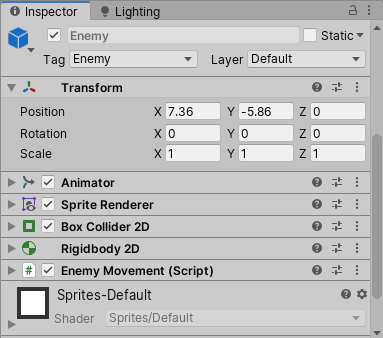 Inspector Lighting
Enemy Static
Tag Enemy Layer Default
Transform
Position X 7.36 Y -5.86 Z 0
Rotation X 0 Y 0 Z 0
Scale X 1 Y 1 Z 1
Animator
Sprite Renderer
Box Collider 2D
Rigidbody 2D
# Enemy Movement (Script)
Sprites-Default
Shader Sprites/Default